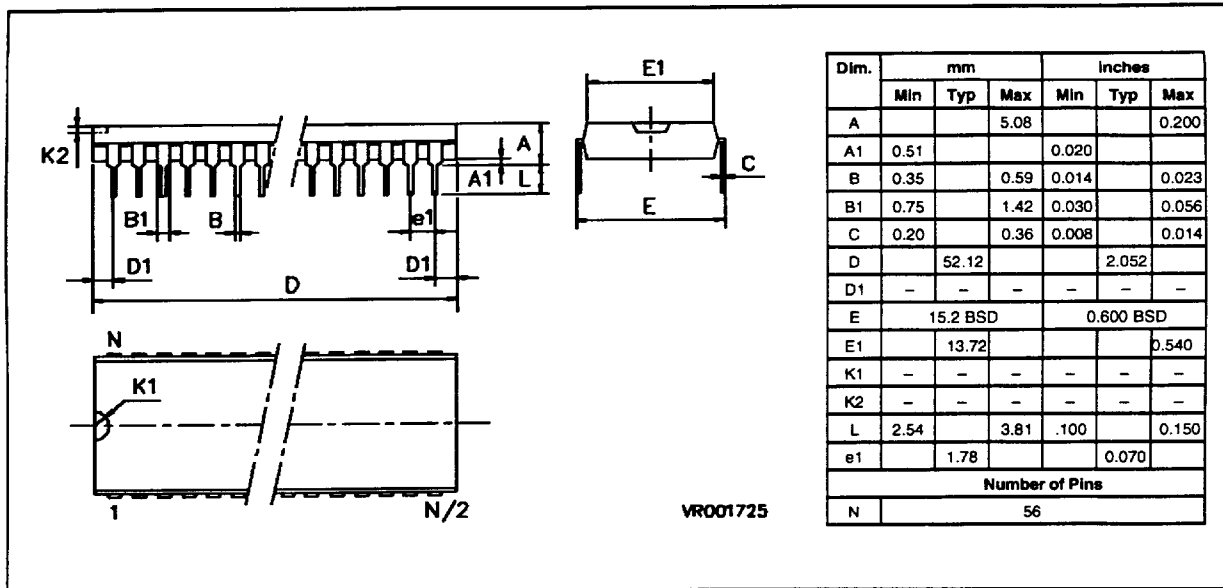 E1
K2
A
A1
L
C
B1
B
e1
E
D1
D1
D
N
K1
1
N/2
VR001725
Dim. mm inches
Min Typ Max Min Typ Max
A 5.08 0.200
A1 0.51 0.020
B 0.35 0.59 0.014 0.023
B1 0.75 1.42 0.030 0.056
C 0.20 0.36 0.008 0.014
D 52.12 2.052
D1 – – – – – –
E 15.2 BSD 0.600 BSD
E1 13.72 0.540
K1 – – – – – –
K2 – – – – – –
L 2.54 3.81 .100 0.150
e1 1.78 0.070
Number of Pins
N 56